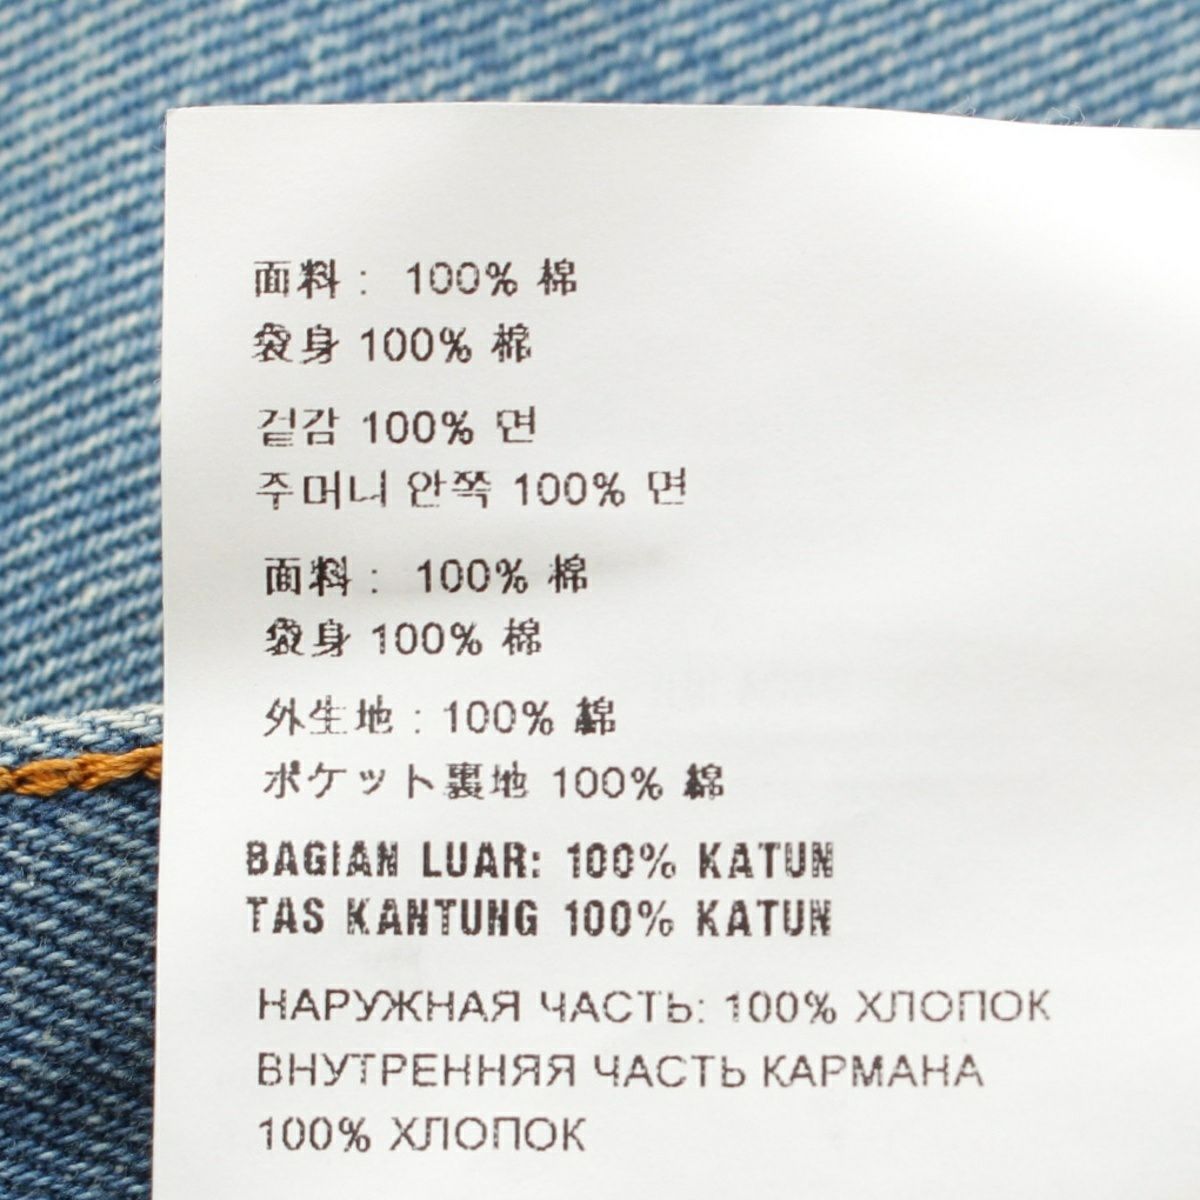 面料： 100% 棉
袋身 100% 棉
겉감 100% 면
주머니 안쪽 100% 면
面料： 100% 棉
袋身 100% 棉
外生地：100% 綿
ポケット裏地 100% 綿
BAGIAN LUAR: 100% KATUN
TAS KANTUNG 100% KATUN
НАРУЖНАЯ ЧАСТЬ: 100% ХЛОПОК
ВНУТРЕННЯЯ ЧАСТЬ КАРМАНА
100% ХЛОПОК